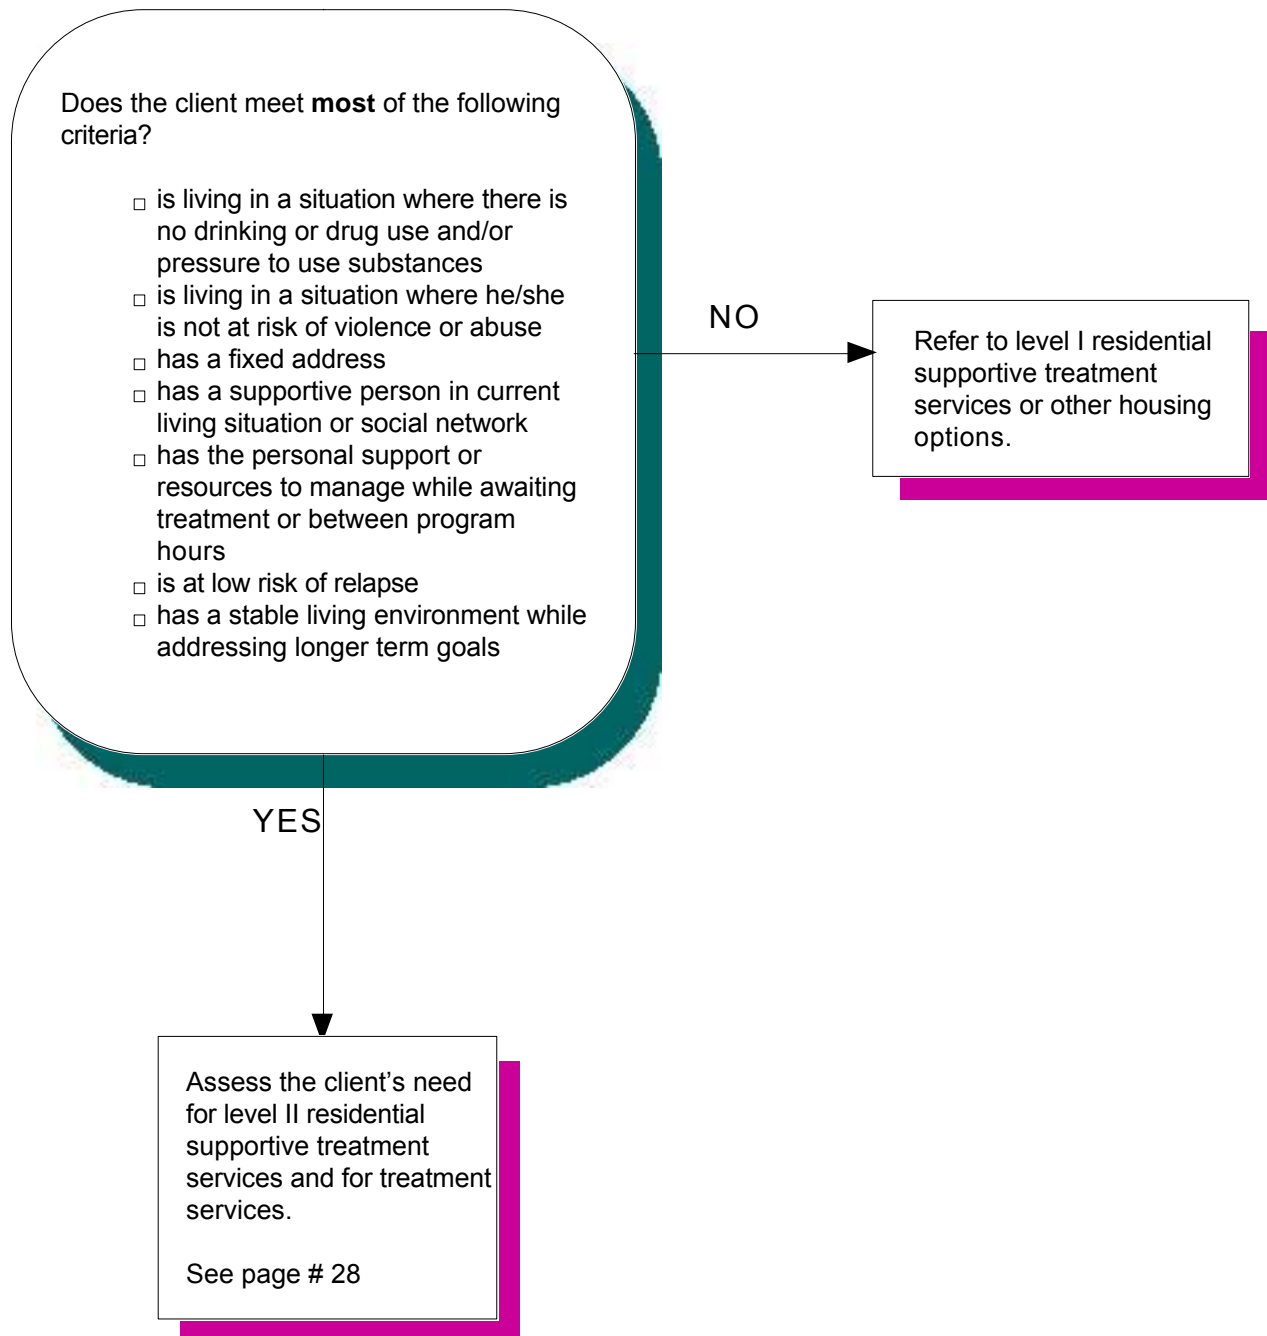 Does the client meet most of the following
criteria?
□ is living in a situation where there is
no drinking or drug use and/or
pressure to use substances
□ is living in a situation where he/she
is not at risk of violence or abuse
□ has a fixed address
□ has a supportive person in current
living situation or social network
□ has the personal support or
resources to manage while awaiting
treatment or between program
hours
□ is at low risk of relapse
□ has a stable living environment while
addressing longer term goals
NO
Refer to level I residential
supportive treatment
services or other housing
options.
YES
Assess the client's need
for level II residential
supportive treatment
services and for treatment
services.
See page # 28